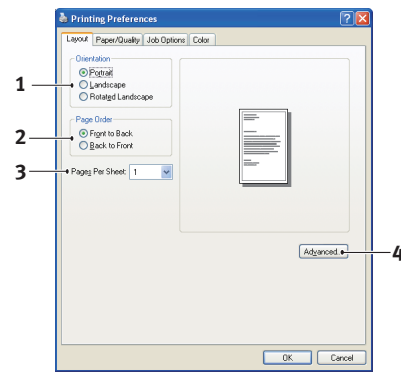 Printing Preferences
Layout Paper/Quality Job Options Color
Orientation
1
Portrait
Landscape
Rotated Landscape
Page Order
2
Front to Back
Back to Front
3
Pages Per Sheet: 1
Advanced...
4
OK Cancel